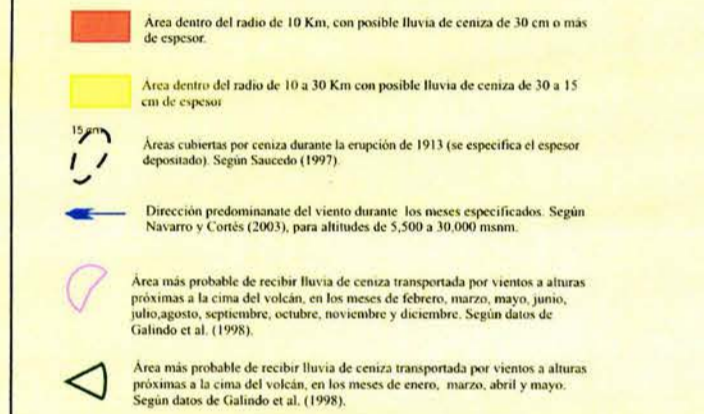 Área dentro del radio de 10 Km, con posible lluvia de ceniza de 30 cm o más
de espesor.
Área dentro del radio de 10 a 30 Km con posible lluvia de ceniza de 30 a 15
cm de espesor
15 cm
Áreas cubiertas por ceniza durante la erupción de 1913 (se especifica el espesor
depositado). Según Saucedo (1997)
Dirección predominanate del viento durante los meses especificados. Según
Navarro y Cortés (2003), para altitudes de 5,500 a 30,000 msnm.
Área más probable de recibir lluvia de ceniza transportada por vientos a alturas
próximas a la cima del volcán, en los meses de febrero, marzo, mayo, junio,
julio,agosto, septiembre, octubre, noviembre y diciembre. Según datos de
Galindo et al. (1998).
Área más probable de recibir lluvia de ceniza transportada por vientos a alturas
próximas a la cima del volcán, en los meses de enero, marzo, abril y mayo.
Según datos de Galindo et al. (1998).